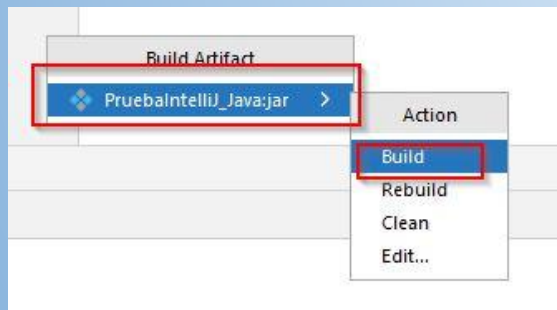 Build Artifact
PruebaIntelliJ_Java:jar
Action
Build
Rebuild
Clean
Edit...